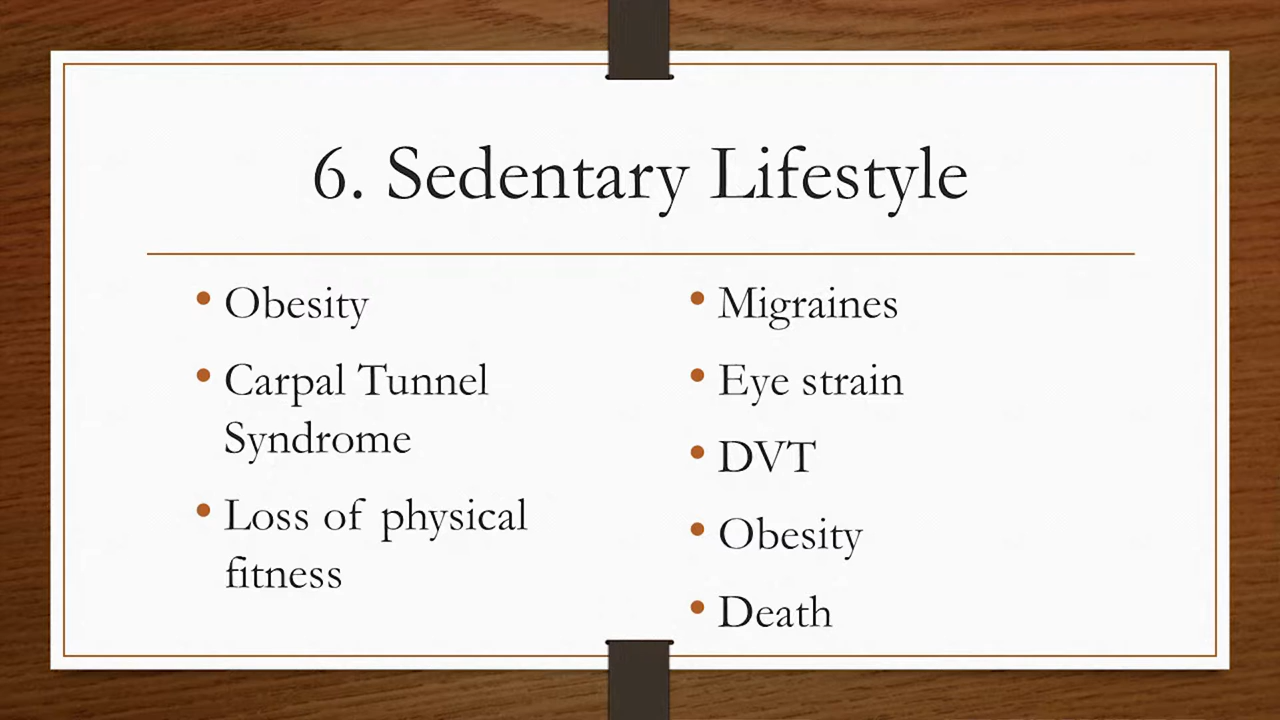 6. Sedentary Lifestyle
• Obesity
• Carpal Tunnel
Syndrome
• Loss of physical
fitness
• Migraines
• Eye strain
• DVT
• Obesity
• Death